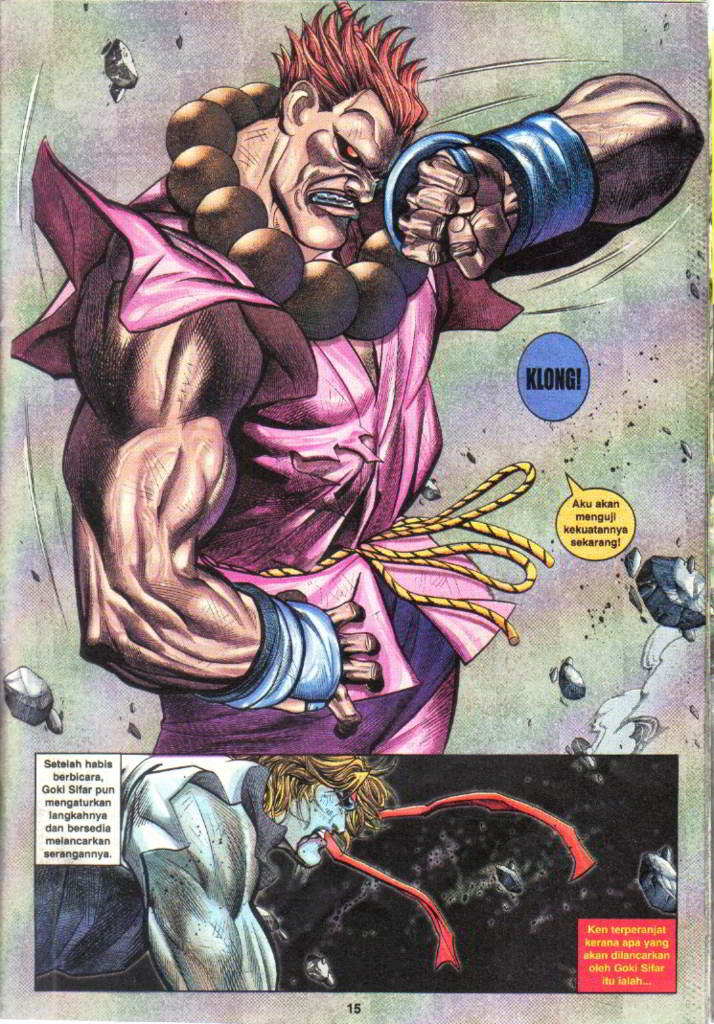 KLONG!
Aku akan
menguji
kekuatannya
sekarang!
Setelah habis
berbicara,
Goki Sifar pun
mengaturkan
langkahnya
dan bersedia
melancarkan
serangannya.
Ken terperanjat
kerana apa yang
akan dilancarkan
oleh Goki Sifar
itu ialah...
15